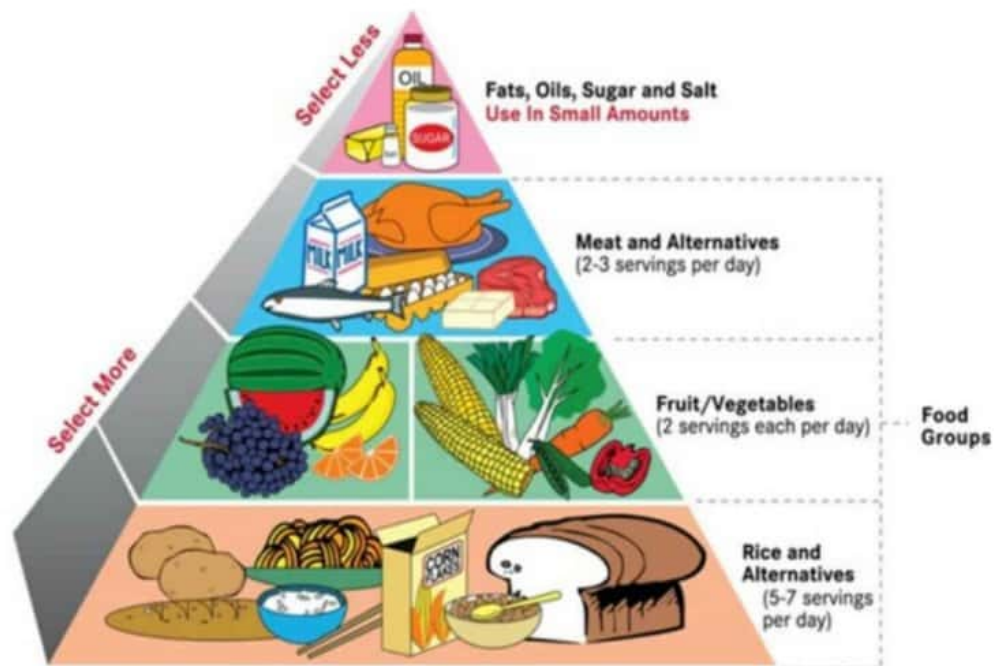 Select Less
OIL
SUGAR
Fats, Oils, Sugar and Salt
Use In Small Amounts
MILK MILK
Meat and Alternatives
(2-3 servings per day)
Select More
Fruit/Vegetables
(2 servings each per day)
Food
Groups
CORN
FLAKES
Rice and
Alternatives
(5-7 servings
per day)